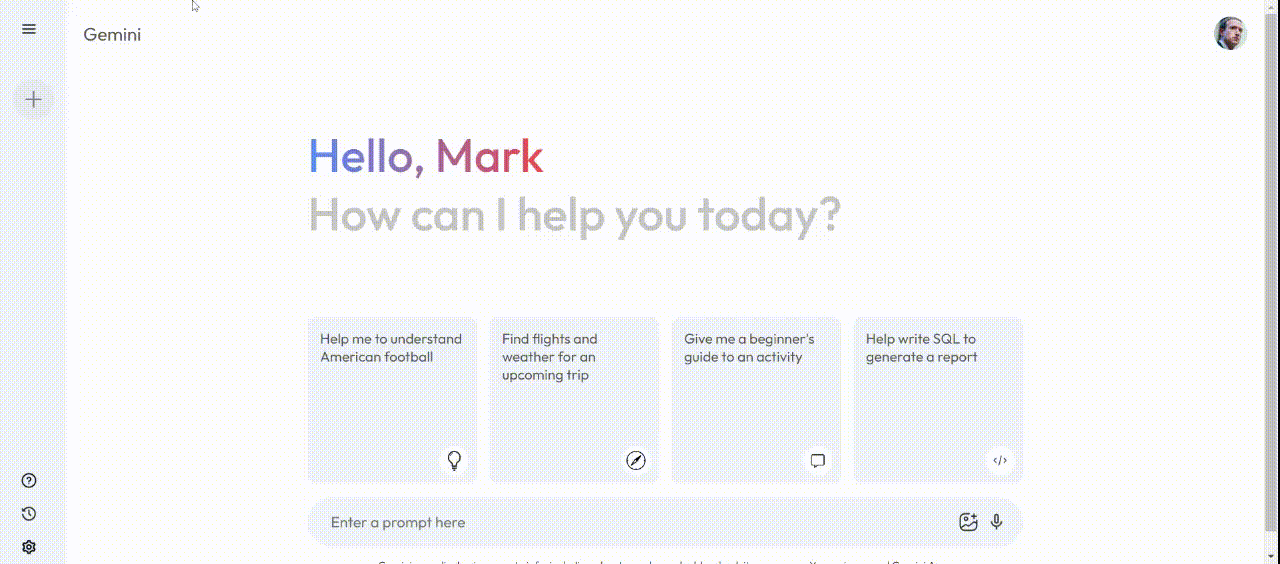 Gemini
Hello, Mark
How can I help you today?
Help me to understand
American football
Find flights and
weather for an
upcoming trip
Give me a beginner's
guide to an activity
Help write SQL to
generate a report
</>
Enter a prompt here